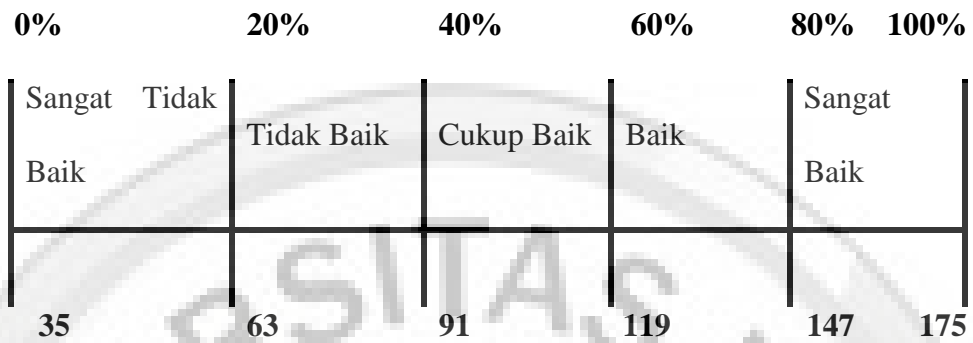 0% 20% 40% 60% 80% 100%
Sangat Tidak Baik
Tidak Baik
Cukup Baik
Baik
Sangat Baik
35 63 91 119 147 175